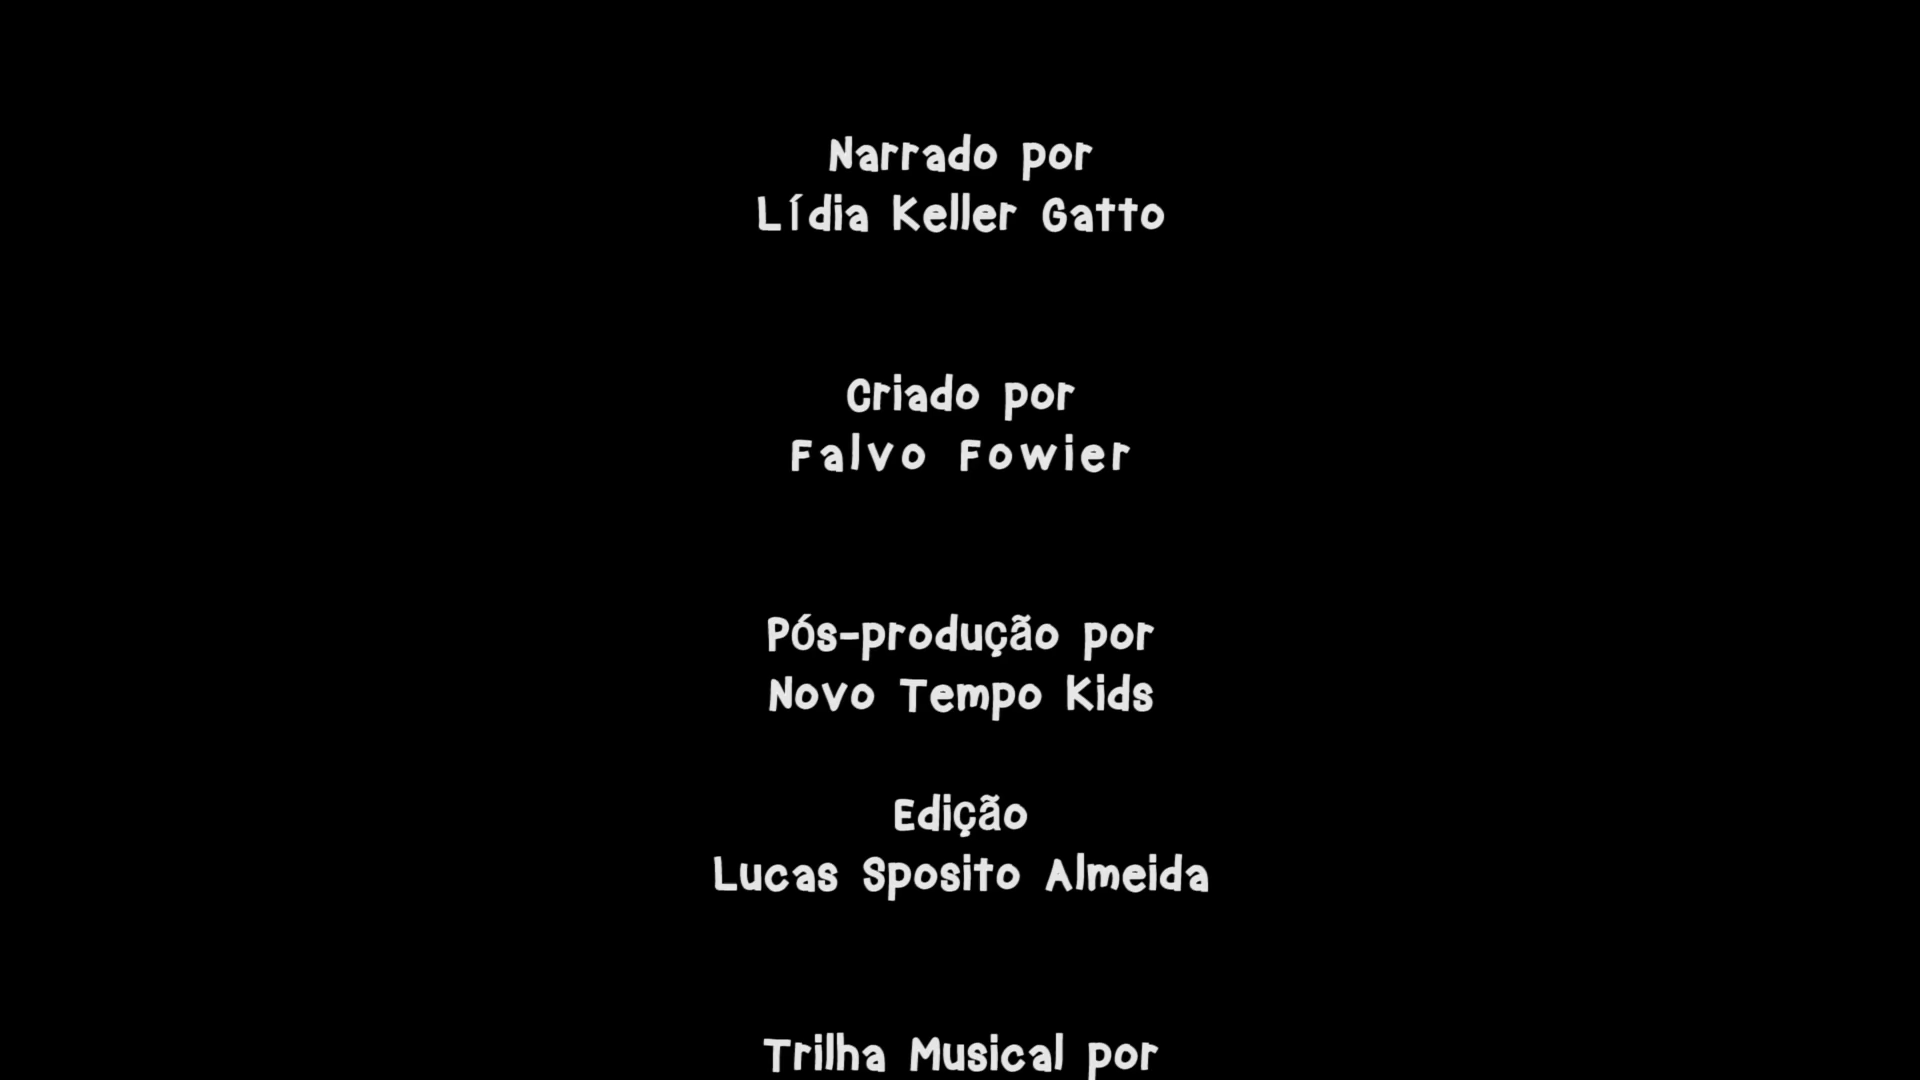 Narrado por
Lídia Keller Gatto
Criado por
Falvo Fowier
Pós-produção por
Novo Tempo Kids
Edição
Lucas Sposito Almeida
Trilha Musical por